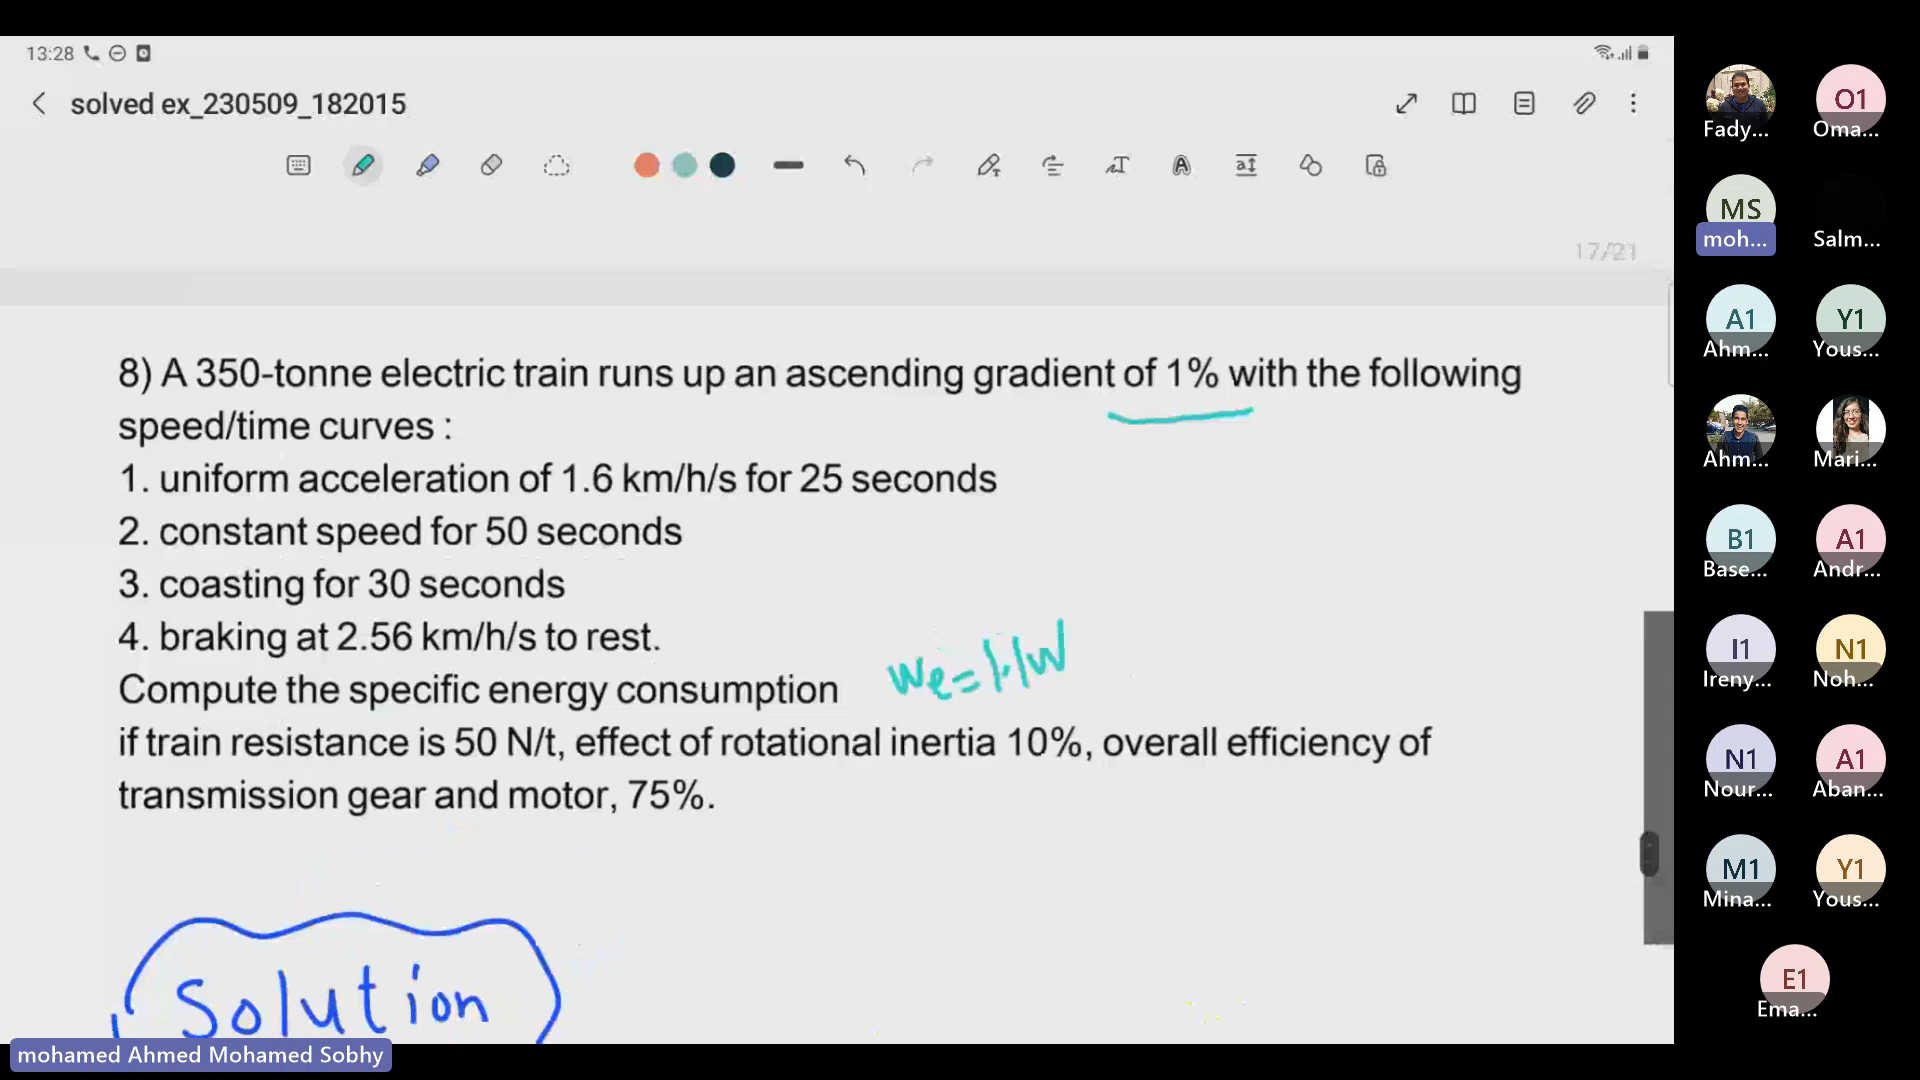 13:28
solved ex_230509_182015
17/21
8) A 350-tonne electric train runs up an ascending gradient of 1% with the following
speed/time curves :
1. uniform acceleration of 1.6 km/h/s for 25 seconds
2. constant speed for 50 seconds
3. coasting for 30 seconds
4. braking at 2.56 km/h/s to rest.
Compute the specific energy consumption
we = 1.1W
if train resistance is 50 N/t, effect of rotational inertia 10%, overall efficiency of
transmission gear and motor, 75%.
Solution
mohamed Ahmed Mohamed Sobhy
Fady...
O1
Oma...
MS
moh...
Salm...
A1
Ahm...
Y1
Yous...
Ahm...
Mari...
B1
Base...
A1
Andr...
I1
Ireny...
N1
Noh...
N1
Nour...
A1
Aban...
M1
Mina...
Y1
Yous...
E1
Ema...